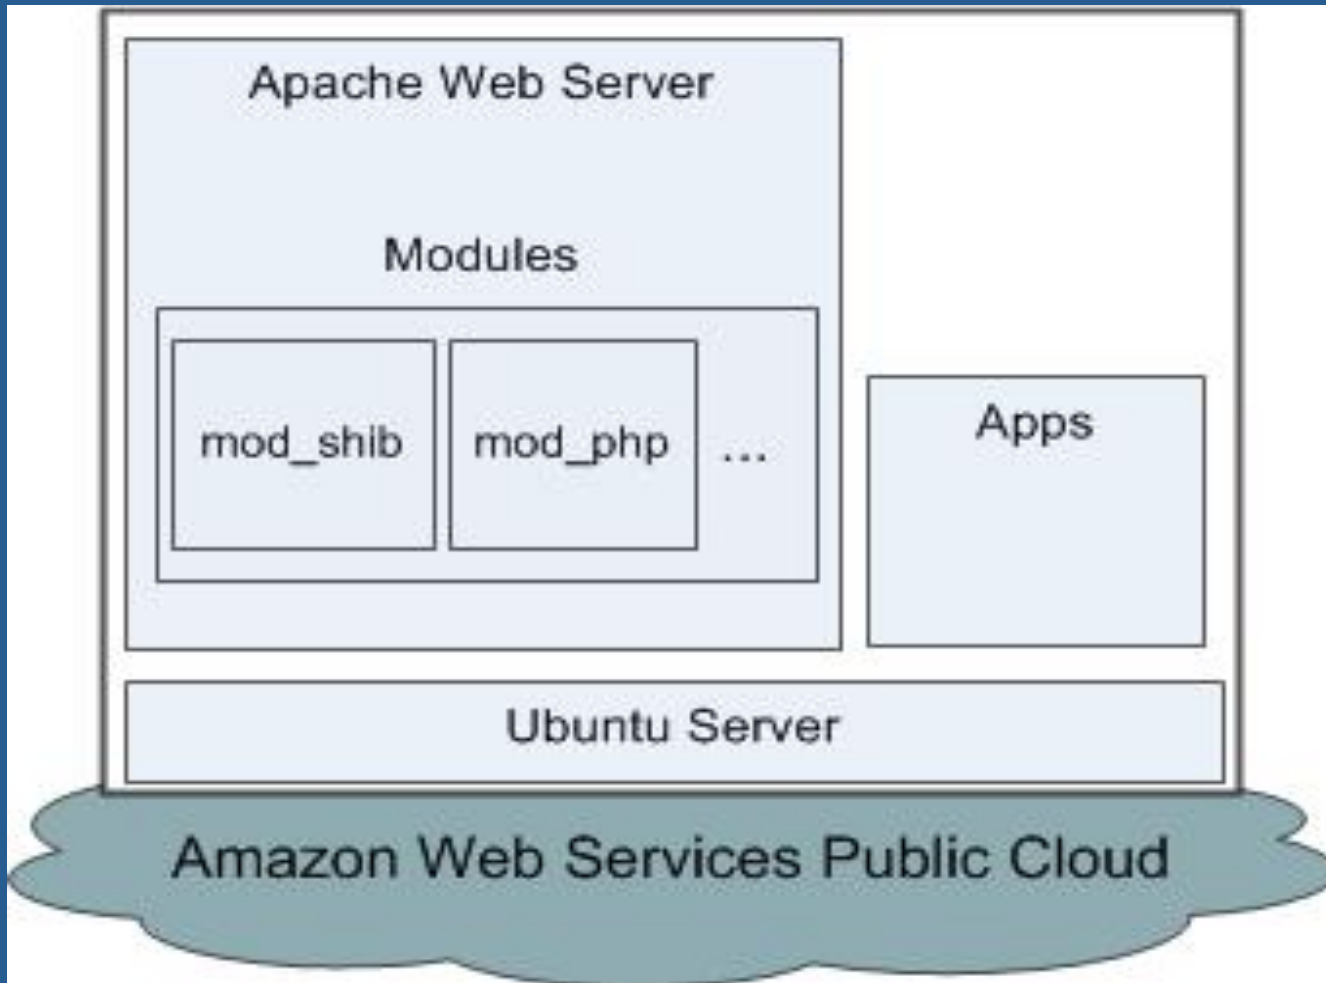 Apache Web Server
Modules
mod_shib
mod_php
...
Apps
Ubuntu Server
Amazon Web Services Public Cloud